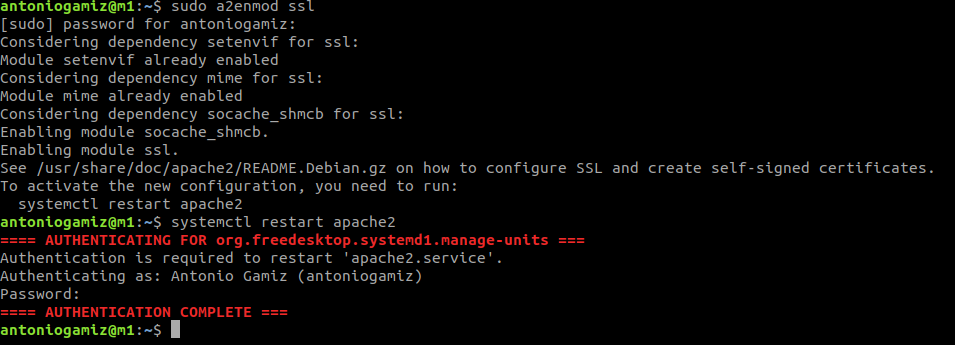 antoniogamiz@m1:~$ sudo a2enmod ssl
[sudo] password for antoniogamiz:
Considering dependency setenvif for ssl:
Module setenvif already enabled
Considering dependency mime for ssl:
Module mime already enabled
Considering dependency socache_shmcb for ssl:
Enabling module socache_shmcb.
Enabling module ssl.
See /usr/share/doc/apache2/README.Debian.gz on how to configure SSL and create self-signed certificates.
To activate the new configuration, you need to run:
  systemctl restart apache2
antoniogamiz@m1:~$ systemctl restart apache2
==== AUTHENTICATING FOR org.freedesktop.systemd1.manage-units ===
Authentication is required to restart 'apache2.service'.
Authenticating as: Antonio Gamiz (antoniogamiz)
Password:
==== AUTHENTICATION COMPLETE ===
antoniogamiz@m1:~$